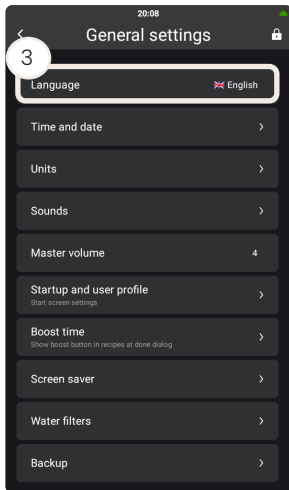 20:08
General settings
3
Language 🇬🇧 English
Time and date
Units
Sounds
Master volume 4
Startup and user profile
Start screen settings
Boost time
Show boost button in recipes at done dialog
Screen saver
Water filters
Backup